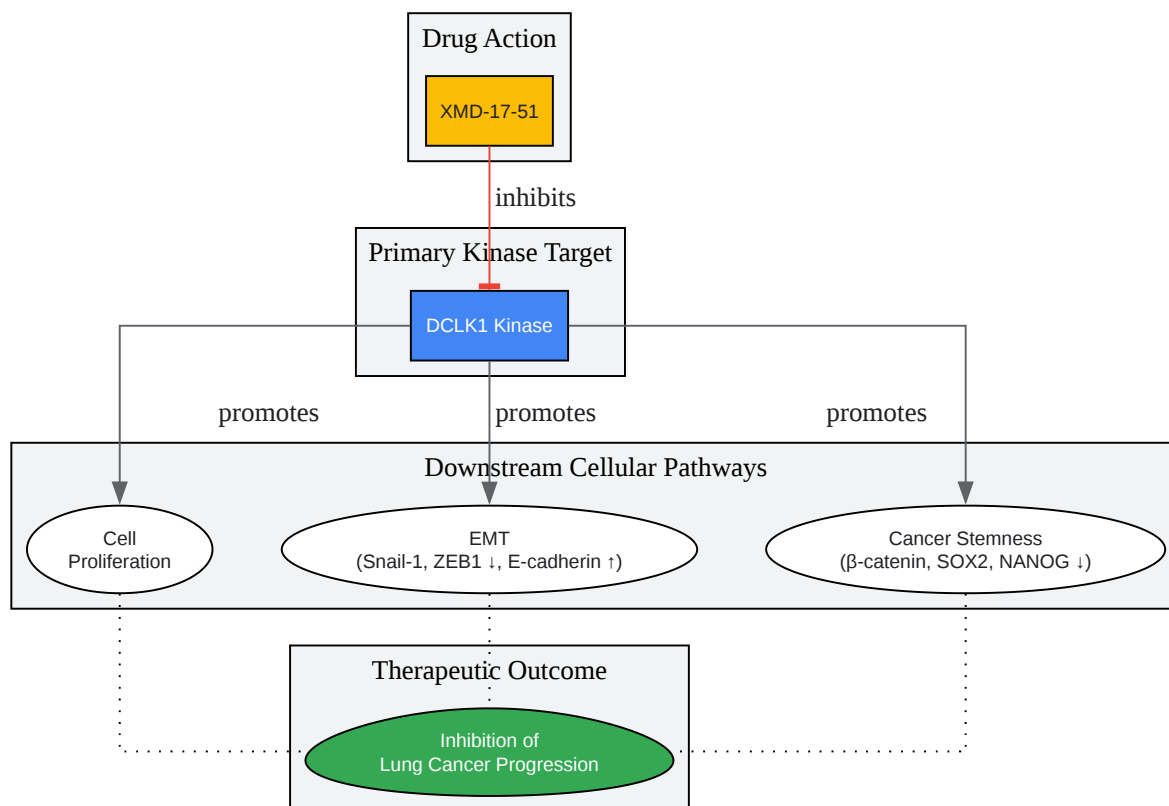 Drug Action
XMD-17-51
inhibits
Primary Kinase Target
DCLK1 Kinase
promotes
promotes
promotes
Downstream Cellular Pathways
Cell
Proliferation
EMT
(Snail-1, ZEB1 ↓, E-cadherin ↑)
Cancer Stemness
(β-catenin, SOX2, NANOG ↓)
Therapeutic Outcome
Inhibition of
Lung Cancer Progression